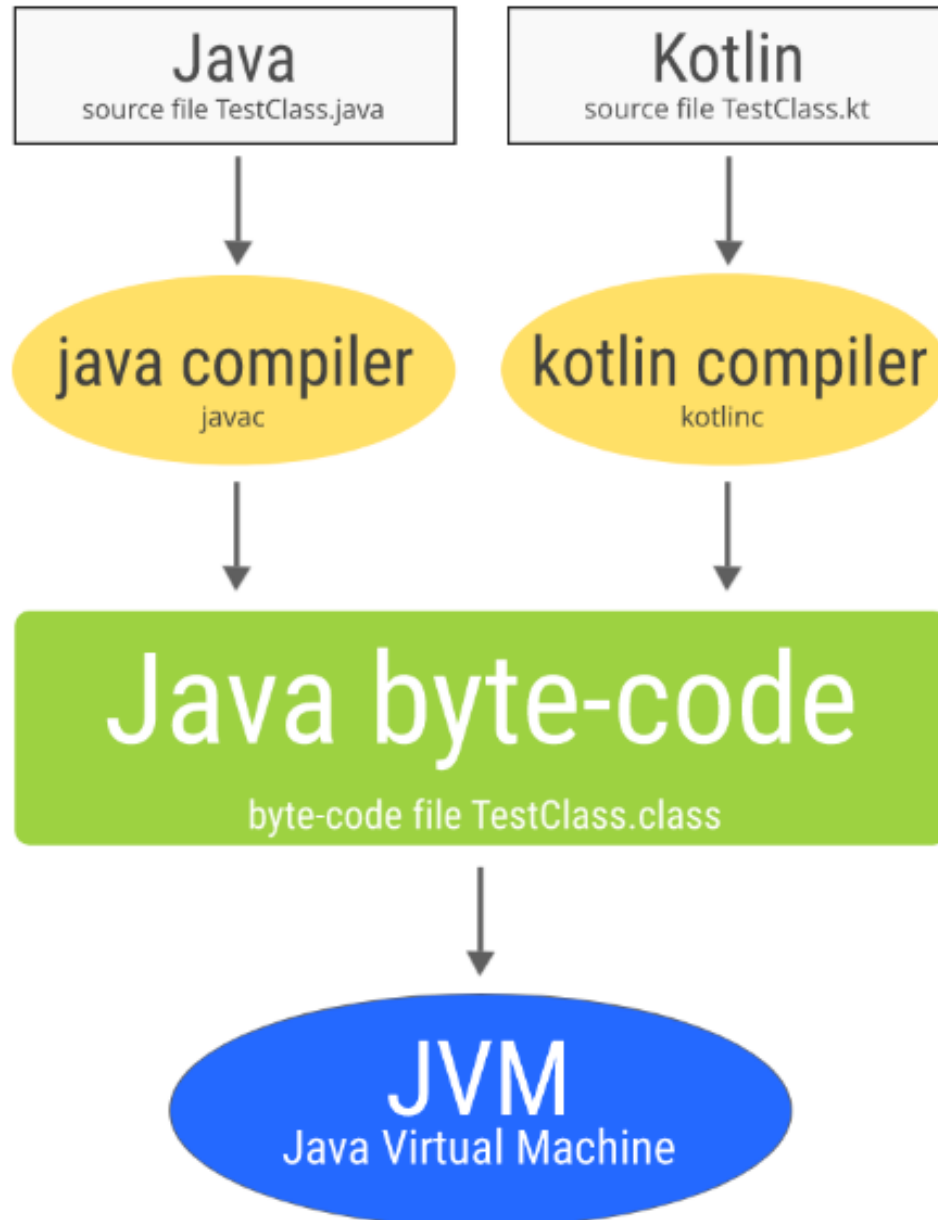 Java
source file TestClass.java
Kotlin
source file TestClass.kt
java compiler
javac
kotlin compiler
kotlinc
Java byte-code
byte-code file TestClass.class
JVM
Java Virtual Machine